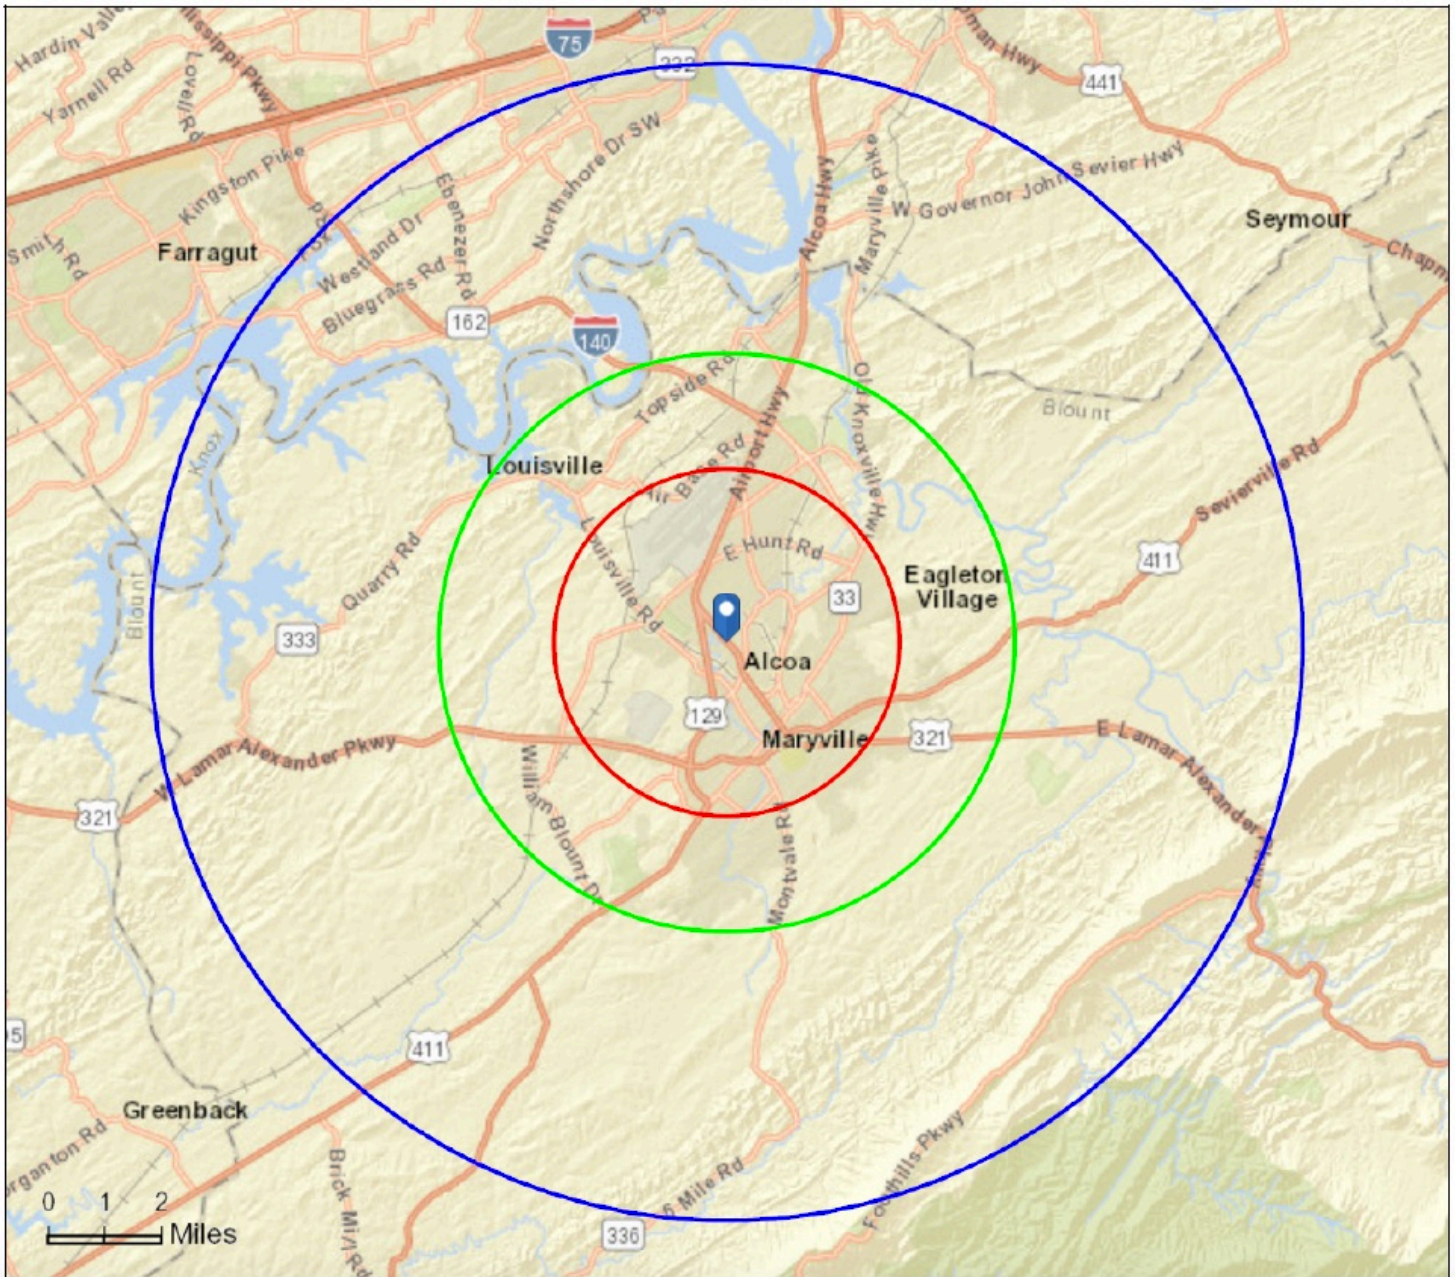 Hardin Valley
Mississippi Pkwy
75
332
441
Yarnell Rd
Lovell Rd
Kingston Pike
Ebenezer Rd
Northshore Dr SW
Alcoa Hwy
Maryville pike
W Governor John Sevier Hwy
Seymour
Smith Rd
Farragut
Fox
Westland Dr
Bluegrass Rd
162
140
Topside Rd
Airport Hwy
Old Knoxville Hwy
Blount
Sevierville Rd
Knox
Louisville
Air Base Rd
E Hunt Rd
Louisville Rd
Quarry Rd
Eagleton
Village
411
33
Blount
333
Alcoa
129
Maryville
321
W Lamar Alexander Pkwy
E Lamar Alexander
321
William Blount Dr
Montvale Rd
411
Greenback
Brick Mill Rd
6 Mile Rd
Foothills Pkwy
336
0 1 2
Miles